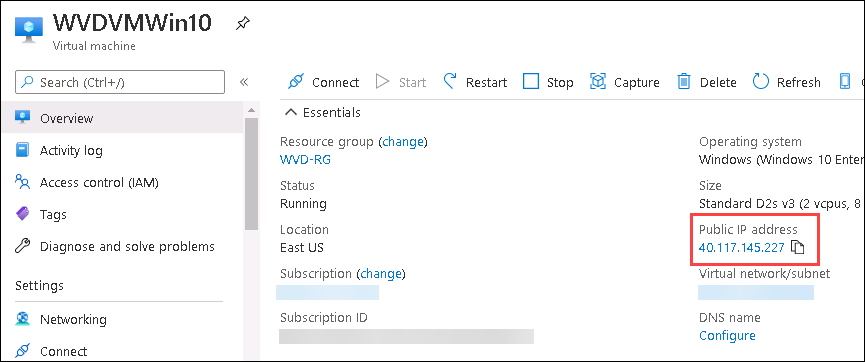 WVDVMWin10
Virtual machine
Search (Ctrl+/)
«
Connect
Start
Restart
Stop
Capture
Delete
Refresh
Overview
Activity log
Access control (IAM)
Tags
Diagnose and solve problems
Settings
Networking
Connect
Essentials
Resource group (change)
WVD-RG
Status
Running
Location
East US
Subscription (change)
Subscription ID
Operating system
Windows (Windows 10 Enter
Size
Standard D2s v3 (2 vcpus, 8
Public IP address
40.117.145.227
Virtual network/subnet
DNS name
Configure